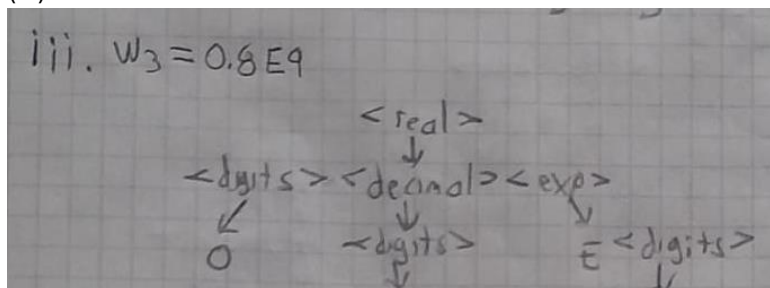 iii. W3 = 0.8E9
<real>
<digits> <decimal> <exp>
0 <digits> E <digits>